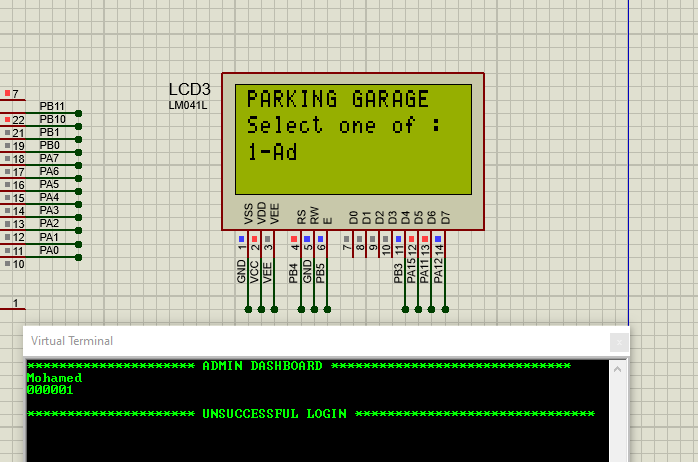 7
PB11
22 PB10
21 PB1
19 PB0
18 PA7
17 PA6
16 PA5
15 PA4
14 PA3
13 PA2
12 PA1
11 PA0
10
1
LCD3
LM041L
PARKING GARAGE
Select one of :
1-Ad
VSS VDD VEE RS RW E D0 D1 D2 D3 D4 D5 D6 D7
1 2 3 4 5 6 7 8 9 10 11 12 13 14
GND VCC VEE PB4 GND PB5 PB3 PA15 PA11 PA12
Virtual Terminal
********************* ADMIN DASHBOARD ******************************
Mohamed
000001
********************* UNSUCCESSFUL LOGIN ******************************